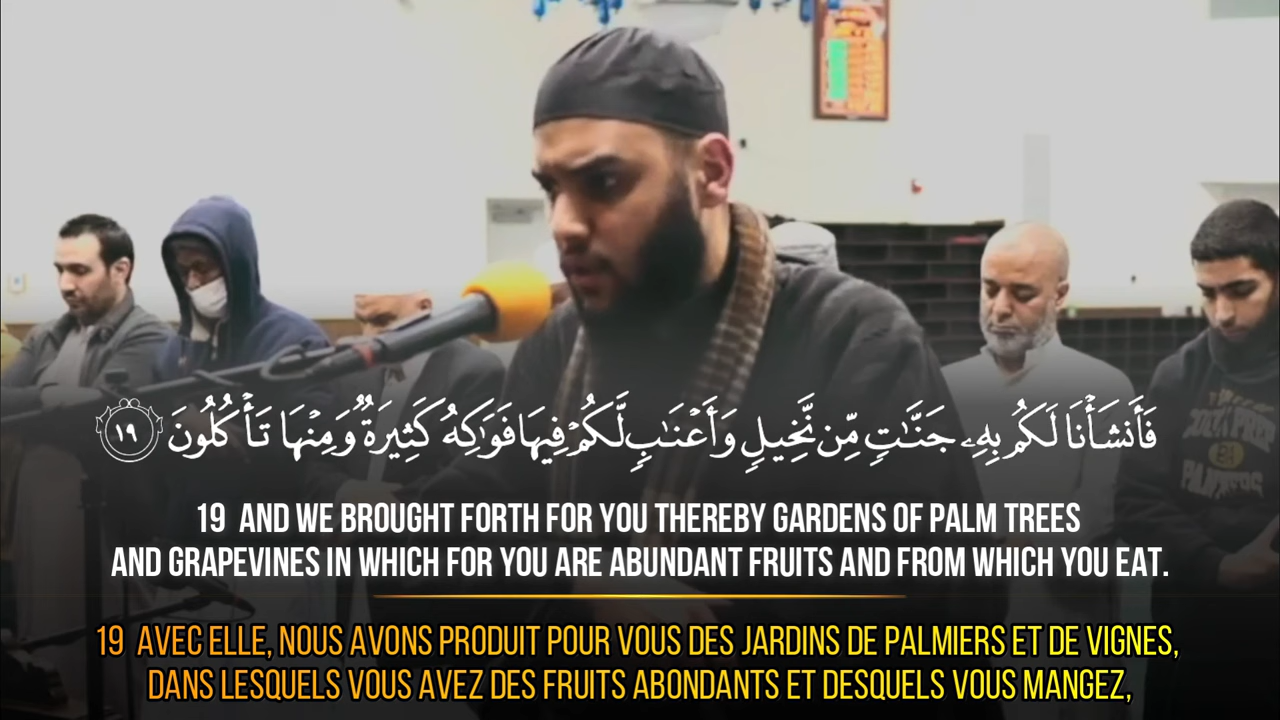 فَأَنشَأْنَا لَكُم بِهِۦ جَنَّـٰتٍ مِّن نَّخِيلٍ وَأَعْنَـٰبٍ لَّكُمْ فِيهَا فَوَٰكِهُ كَثِيرَةٌ وَمِنْهَا تَأْكُلُونَ ١٩
19 AND WE BROUGHT FORTH FOR YOU THEREBY GARDENS OF PALM TREES
AND GRAPEVINES IN WHICH FOR YOU ARE ABUNDANT FRUITS AND FROM WHICH YOU EAT.
19 AVEC ELLE, NOUS AVONS PRODUIT POUR VOUS DES JARDINS DE PALMIERS ET DE VIGNES,
DANS LESQUELS VOUS AVEZ DES FRUITS ABONDANTS ET DESQUELS VOUS MANGEZ,